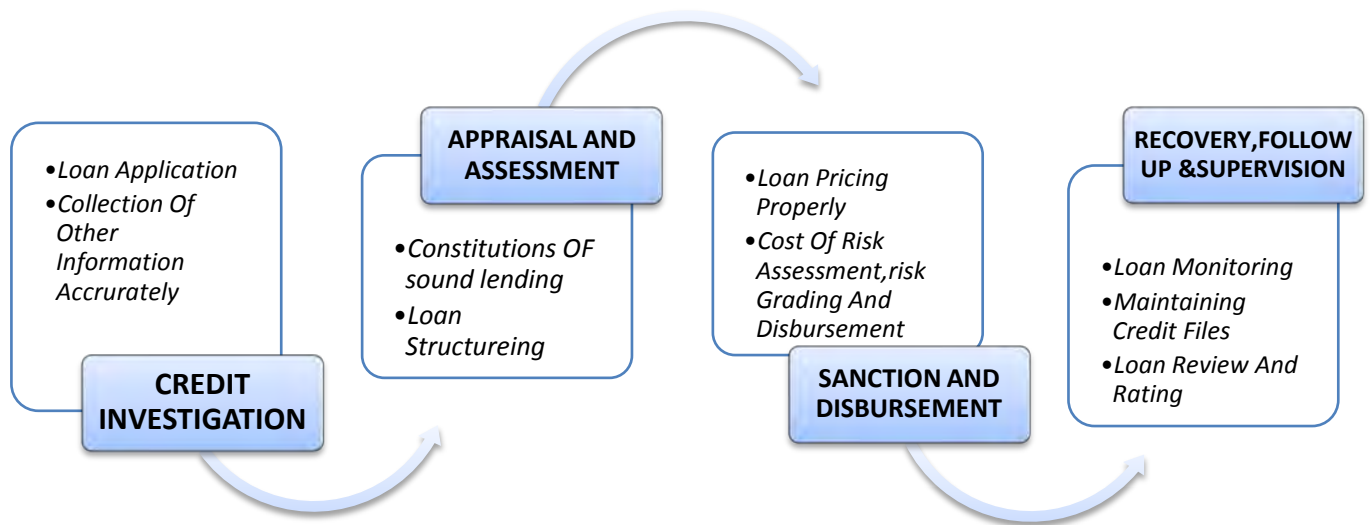 •Loan Application
•Collection Of
Other
Information
Accrurately
CREDIT
INVESTIGATION
APPRAISAL AND
ASSESSMENT
•Constitutions OF
sound lending
•Loan
Structureing
•Loan Pricing
Properly
•Cost Of Risk
Assessment,risk
Grading And
Disbursement
SANCTION AND
DISBURSEMENT
RECOVERY,FOLLOW
UP &SUPERVISION
•Loan Monitoring
•Maintaining
Credit Files
•Loan Review And
Rating